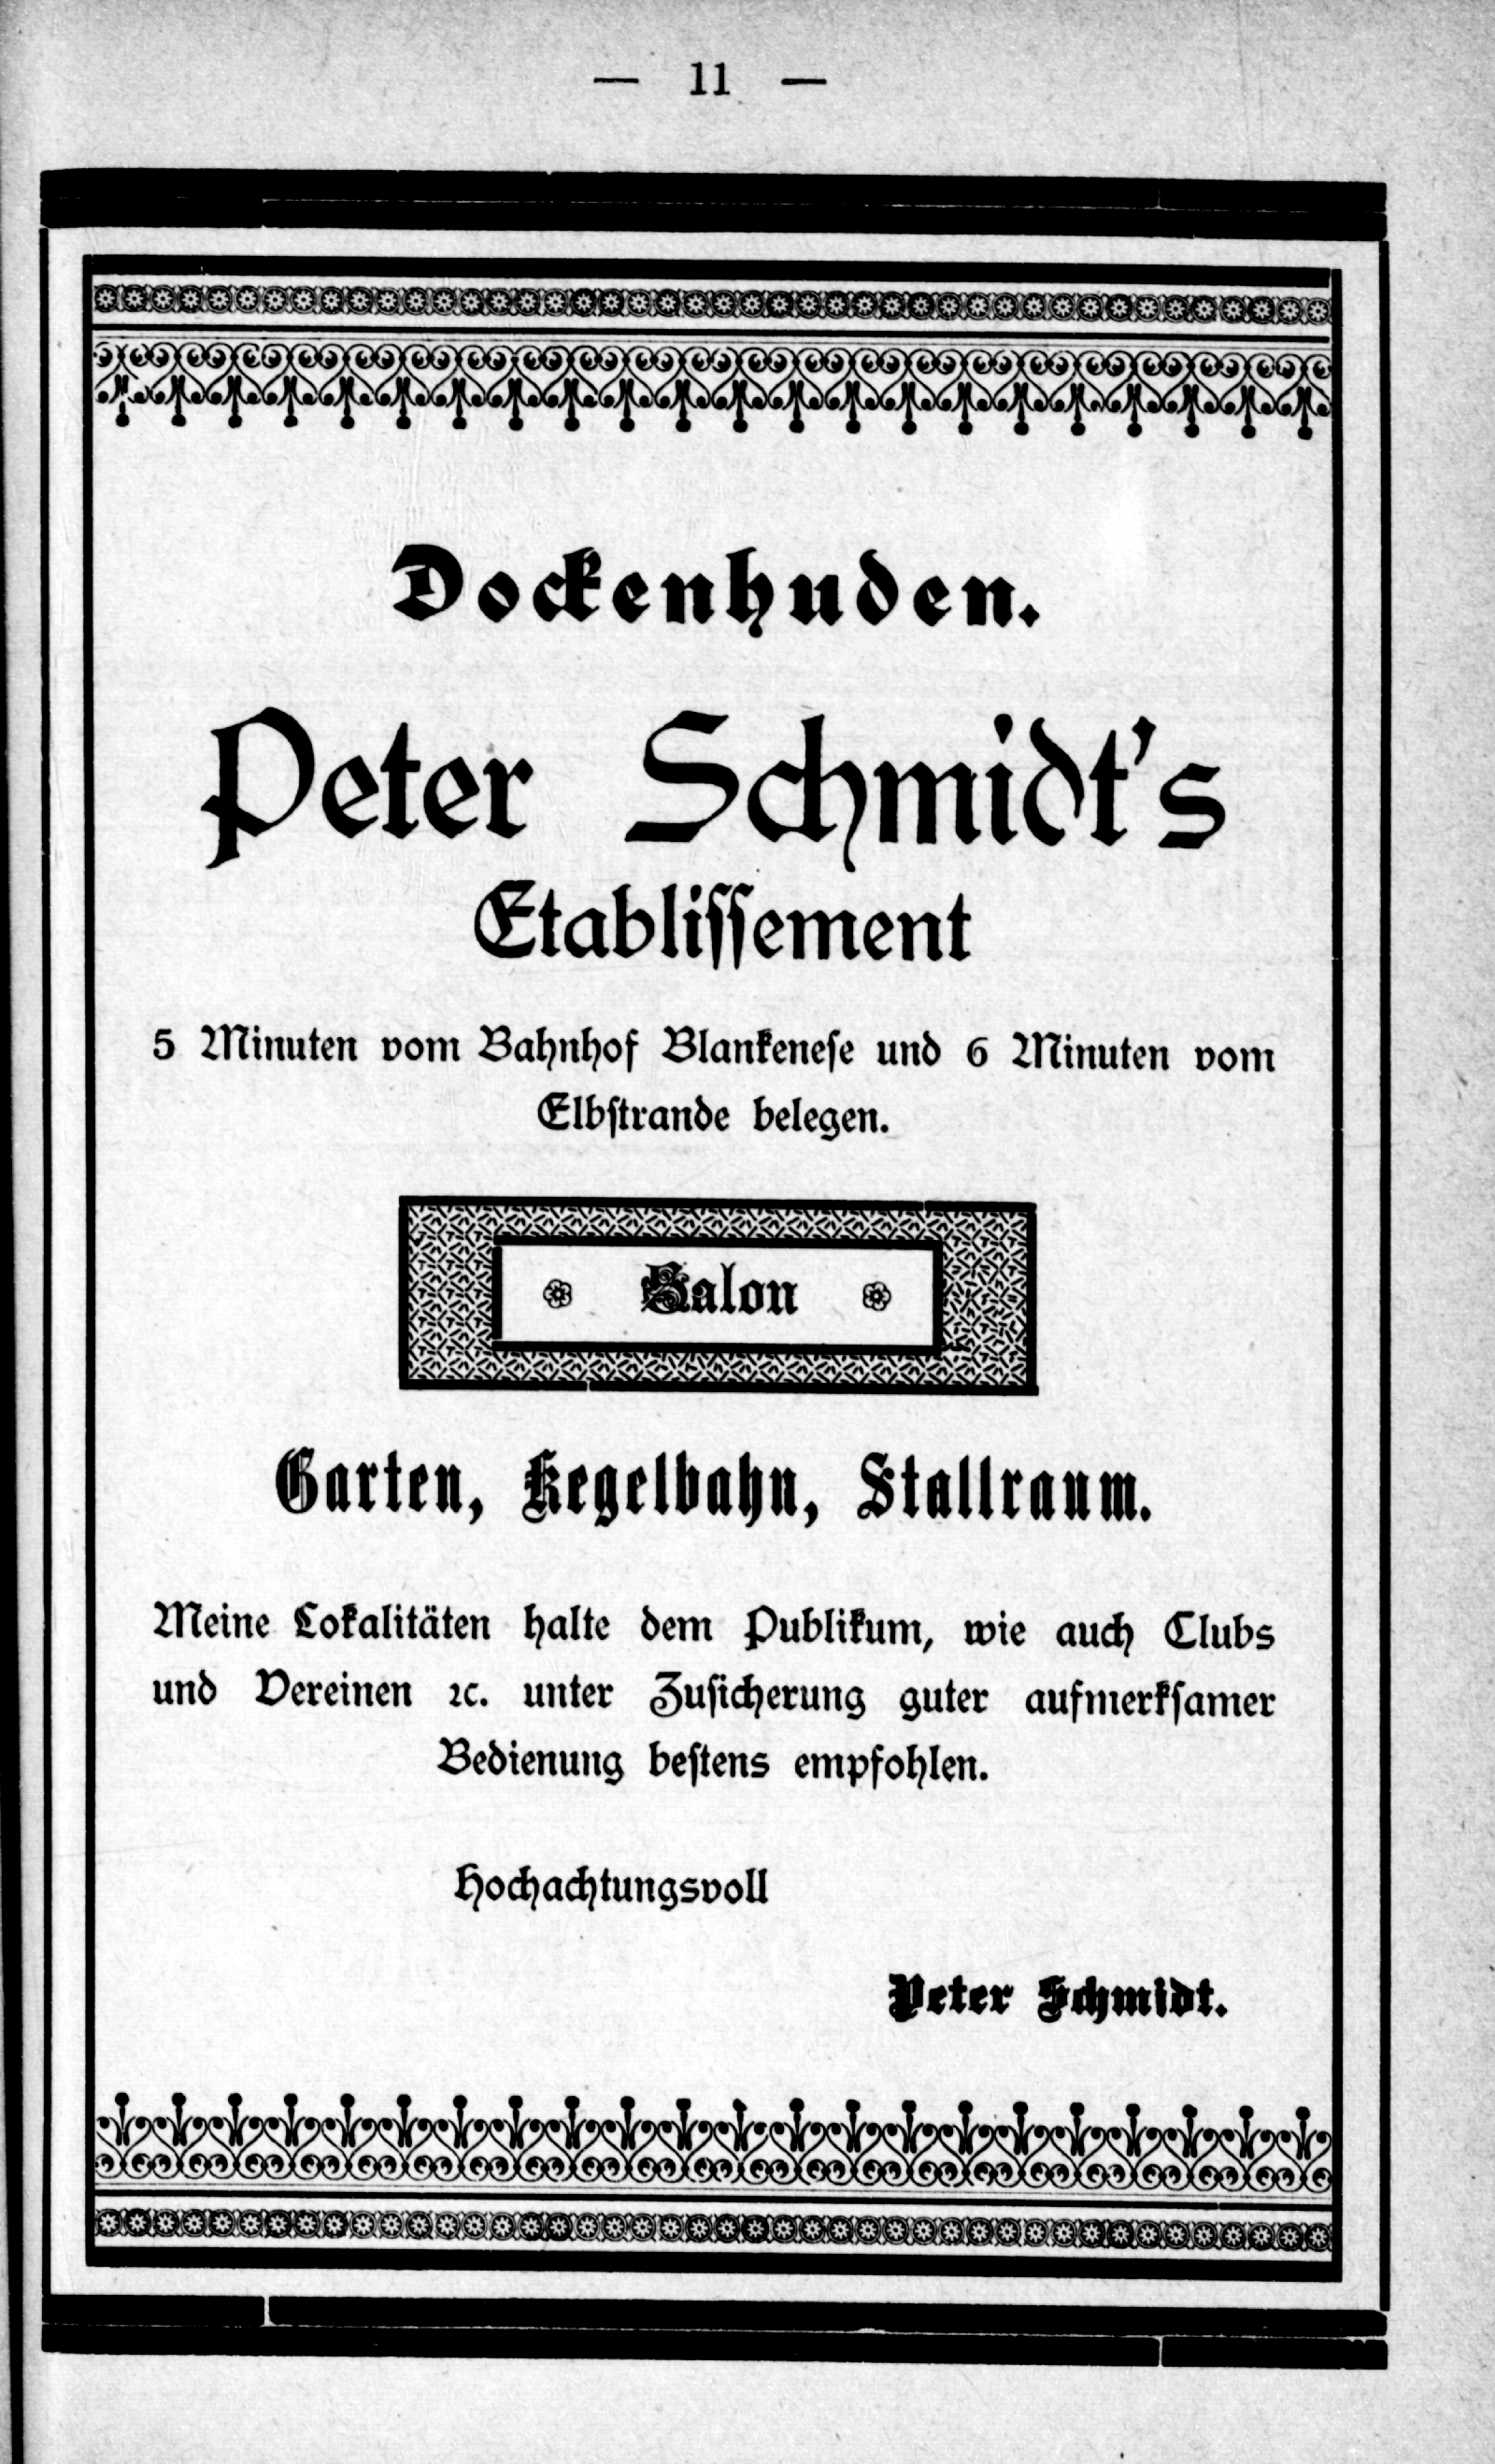 — 11 —
Dockenhuden.
Peter Schmidt's
Etablissement
5 Minuten vom Bahnhof Blankenese und 6 Minuten vom
Elbstrande belegen.
Salon
Garten, Kegelbahn, Stallraum.
Meine Lokalitäten halte dem Publikum, wie auch Clubs
und Vereinen ꝛc. unter Zusicherung guter aufmerksamer
Bedienung bestens empfohlen.
Hochachtungsvoll
Peter Schmidt.